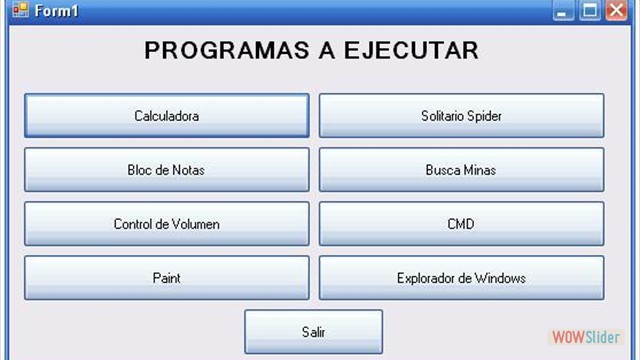 Form1
PROGRAMAS A EJECUTAR
Calculadora
Solitario Spider
Bloc de Notas
Busca Minas
Control de Volumen
CMD
Paint
Explorador de Windows
Salir
WOWSlider